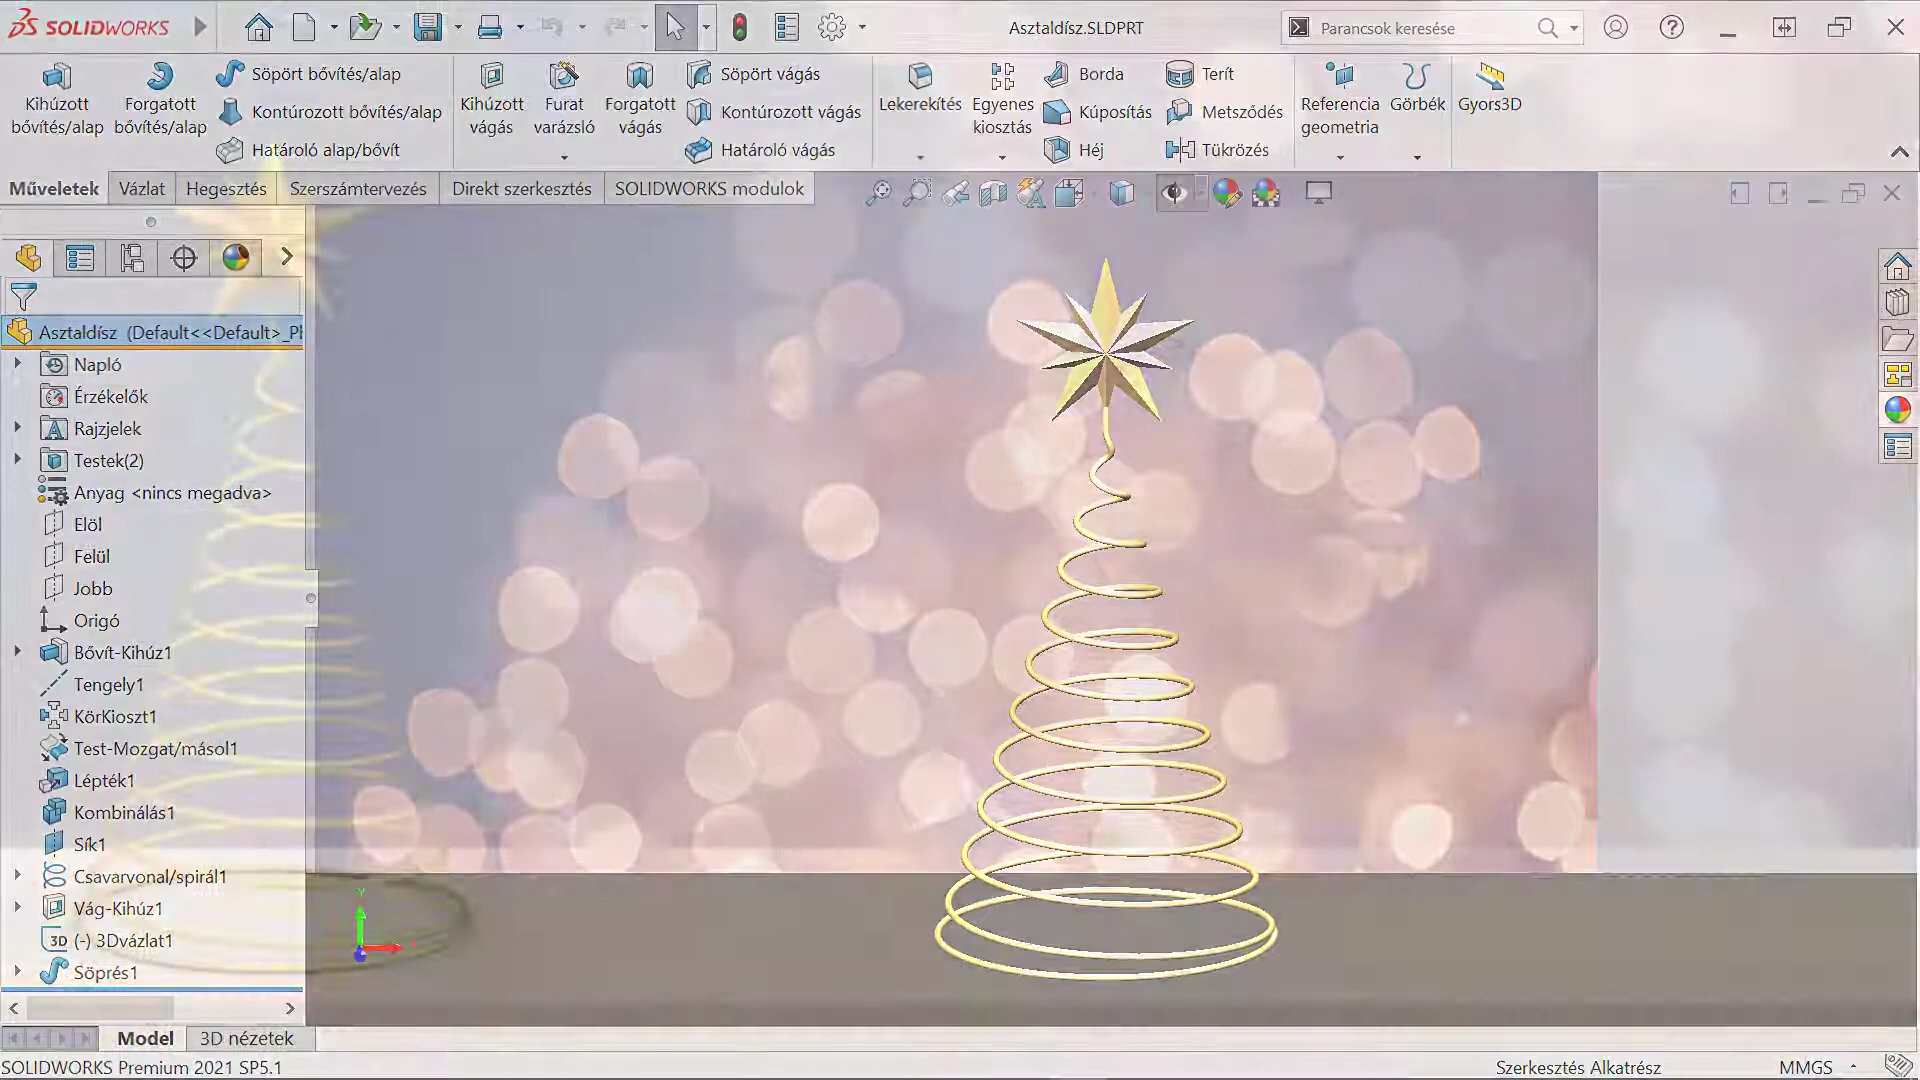 SOLIDWORKS
Asztaldísz.SLDPRT
Parancsok keresése
Kihúzott bővítés/alap
Forgatott bővítés/alap
Söpört bővítés/alap
Kontúrozott bővítés/alap
Határoló alap/bővít
Kihúzott vágás
Furat varázsló
Forgatott vágás
Söpört vágás
Kontúrozott vágás
Határoló vágás
Lekerekítés
Egyenes kiosztás
Borda
Kúposítás
Héj
Terít
Metsződés
Tükrözés
Referencia geometria
Görbék
Gyors3D
Műveletek
Vázlat
Hegesztés
Szerszámtervezés
Direkt szerkesztés
SOLIDWORKS modulok
Asztaldísz (Default<<Default>_Pl
Napló
Érzékelők
Rajzjelek
Testek(2)
Anyag <nincs megadva>
Elöl
Felül
Jobb
Origó
Bővít-Kihúz1
Tengely1
KörKioszt1
Test-Mozgat/másol1
Lépték1
Kombinálás1
Sík1
Csavarvonal/spirál1
Vág-Kihúz1
3D (-) 3Dvázlat1
Söprés1
Y
Model
3D nézetek
SOLIDWORKS Premium 2021 SP5.1
Szerkesztés Alkatrész
MMGS